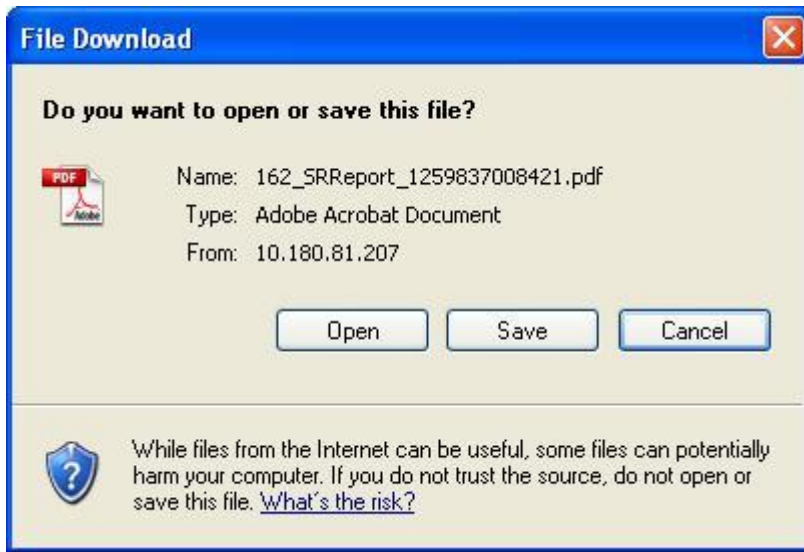 File Download
Do you want to open or save this file?
PDF
Adobe
Name: 162_SRReport_1259837008421.pdf
Type: Adobe Acrobat Document
From: 10.180.81.207
Open Save Cancel
While files from the Internet can be useful, some files can potentially
harm your computer. If you do not trust the source, do not open or
save this file. What's the risk?